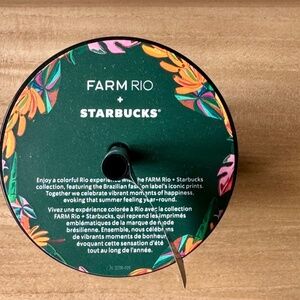 FARM RIO
+
STARBUCKS®
Enjoy a colorful Rio experience with the FARM Rio + Starbucks
collection, featuring the Brazilian fashion label's iconic prints.
Together we celebrate vibrant moments of happiness,
evoking that summer feeling year-round.
Vivez une expérience colorée à Rio avec la collection
FARM Rio + Starbucks, qui reprend les imprimés
emblématiques de la marque de mode
brésilienne. Ensemble, nous célébrons
de vibrants moments de bonheur,
évoquant cette sensation d'été
tout au long de l'année.